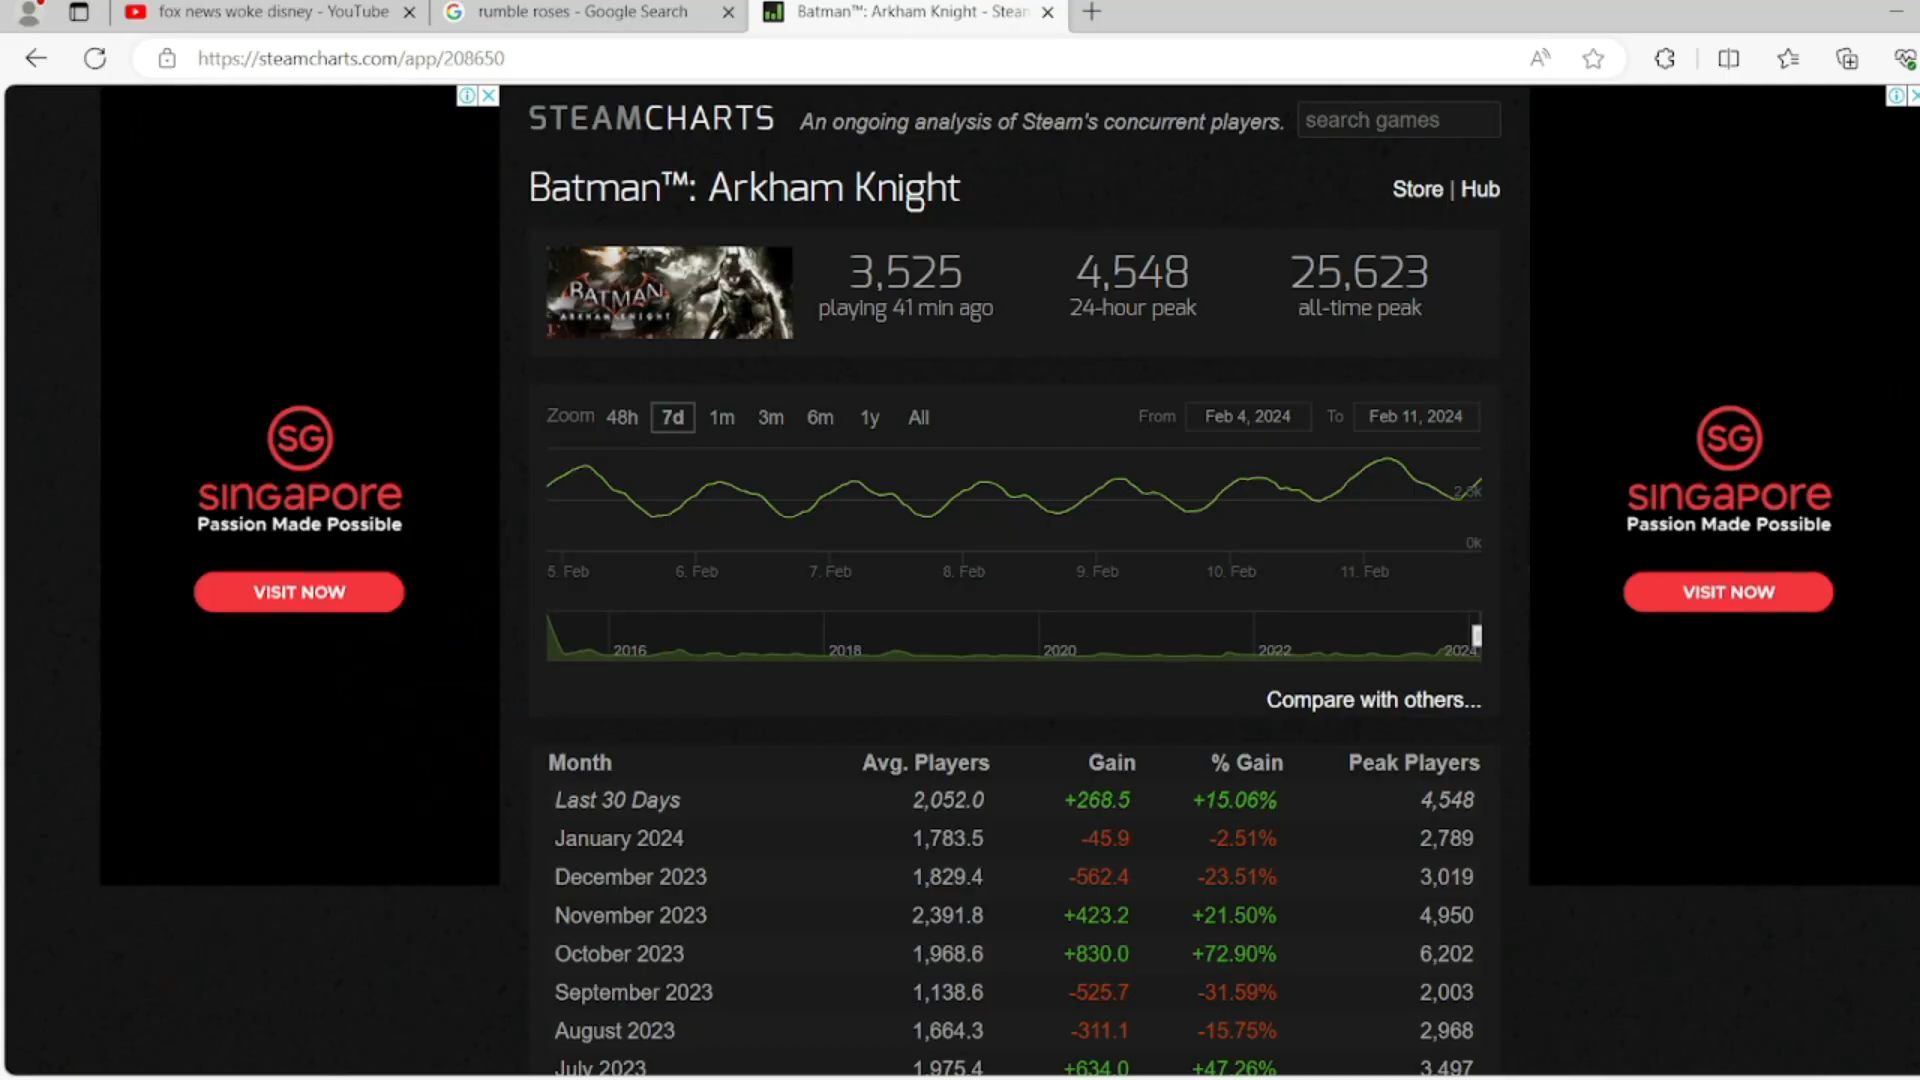 fox news woke disney - YouTube
rumble roses - Google Search
Batman™: Arkham Knight - Stean
https://steamcharts.com/app/208650
STEAMCHARTS
An ongoing analysis of Steam's concurrent players.
search games
Batman™: Arkham Knight
Store | Hub
BATMAN
ARKHAM KNIGHT
3,525
playing 41 min ago
4,548
24-hour peak
25,623
all-time peak
Zoom 48h 7d 1m 3m 6m 1y All
From Feb 4, 2024 To Feb 11, 2024
2.5k
0k
5. Feb 6. Feb 7. Feb 8. Feb 9. Feb 10. Feb 11. Feb
2016 2018 2020 2022 2024
Compare with others...
Month Avg. Players Gain % Gain Peak Players
Last 30 Days 2,052.0 +268.5 +15.06% 4,548
January 2024 1,783.5 -45.9 -2.51% 2,789
December 2023 1,829.4 -562.4 -23.51% 3,019
November 2023 2,391.8 +423.2 +21.50% 4,950
October 2023 1,968.6 +830.0 +72.90% 6,202
September 2023 1,138.6 -525.7 -31.59% 2,003
August 2023 1,664.3 -311.1 -15.75% 2,968
July 2023 1,975.4 +634.0 +47.26% 3,497
SG
SINGAPORE
Passion Made Possible
VISIT NOW
SG
SINGAPORE
Passion Made Possible
VISIT NOW